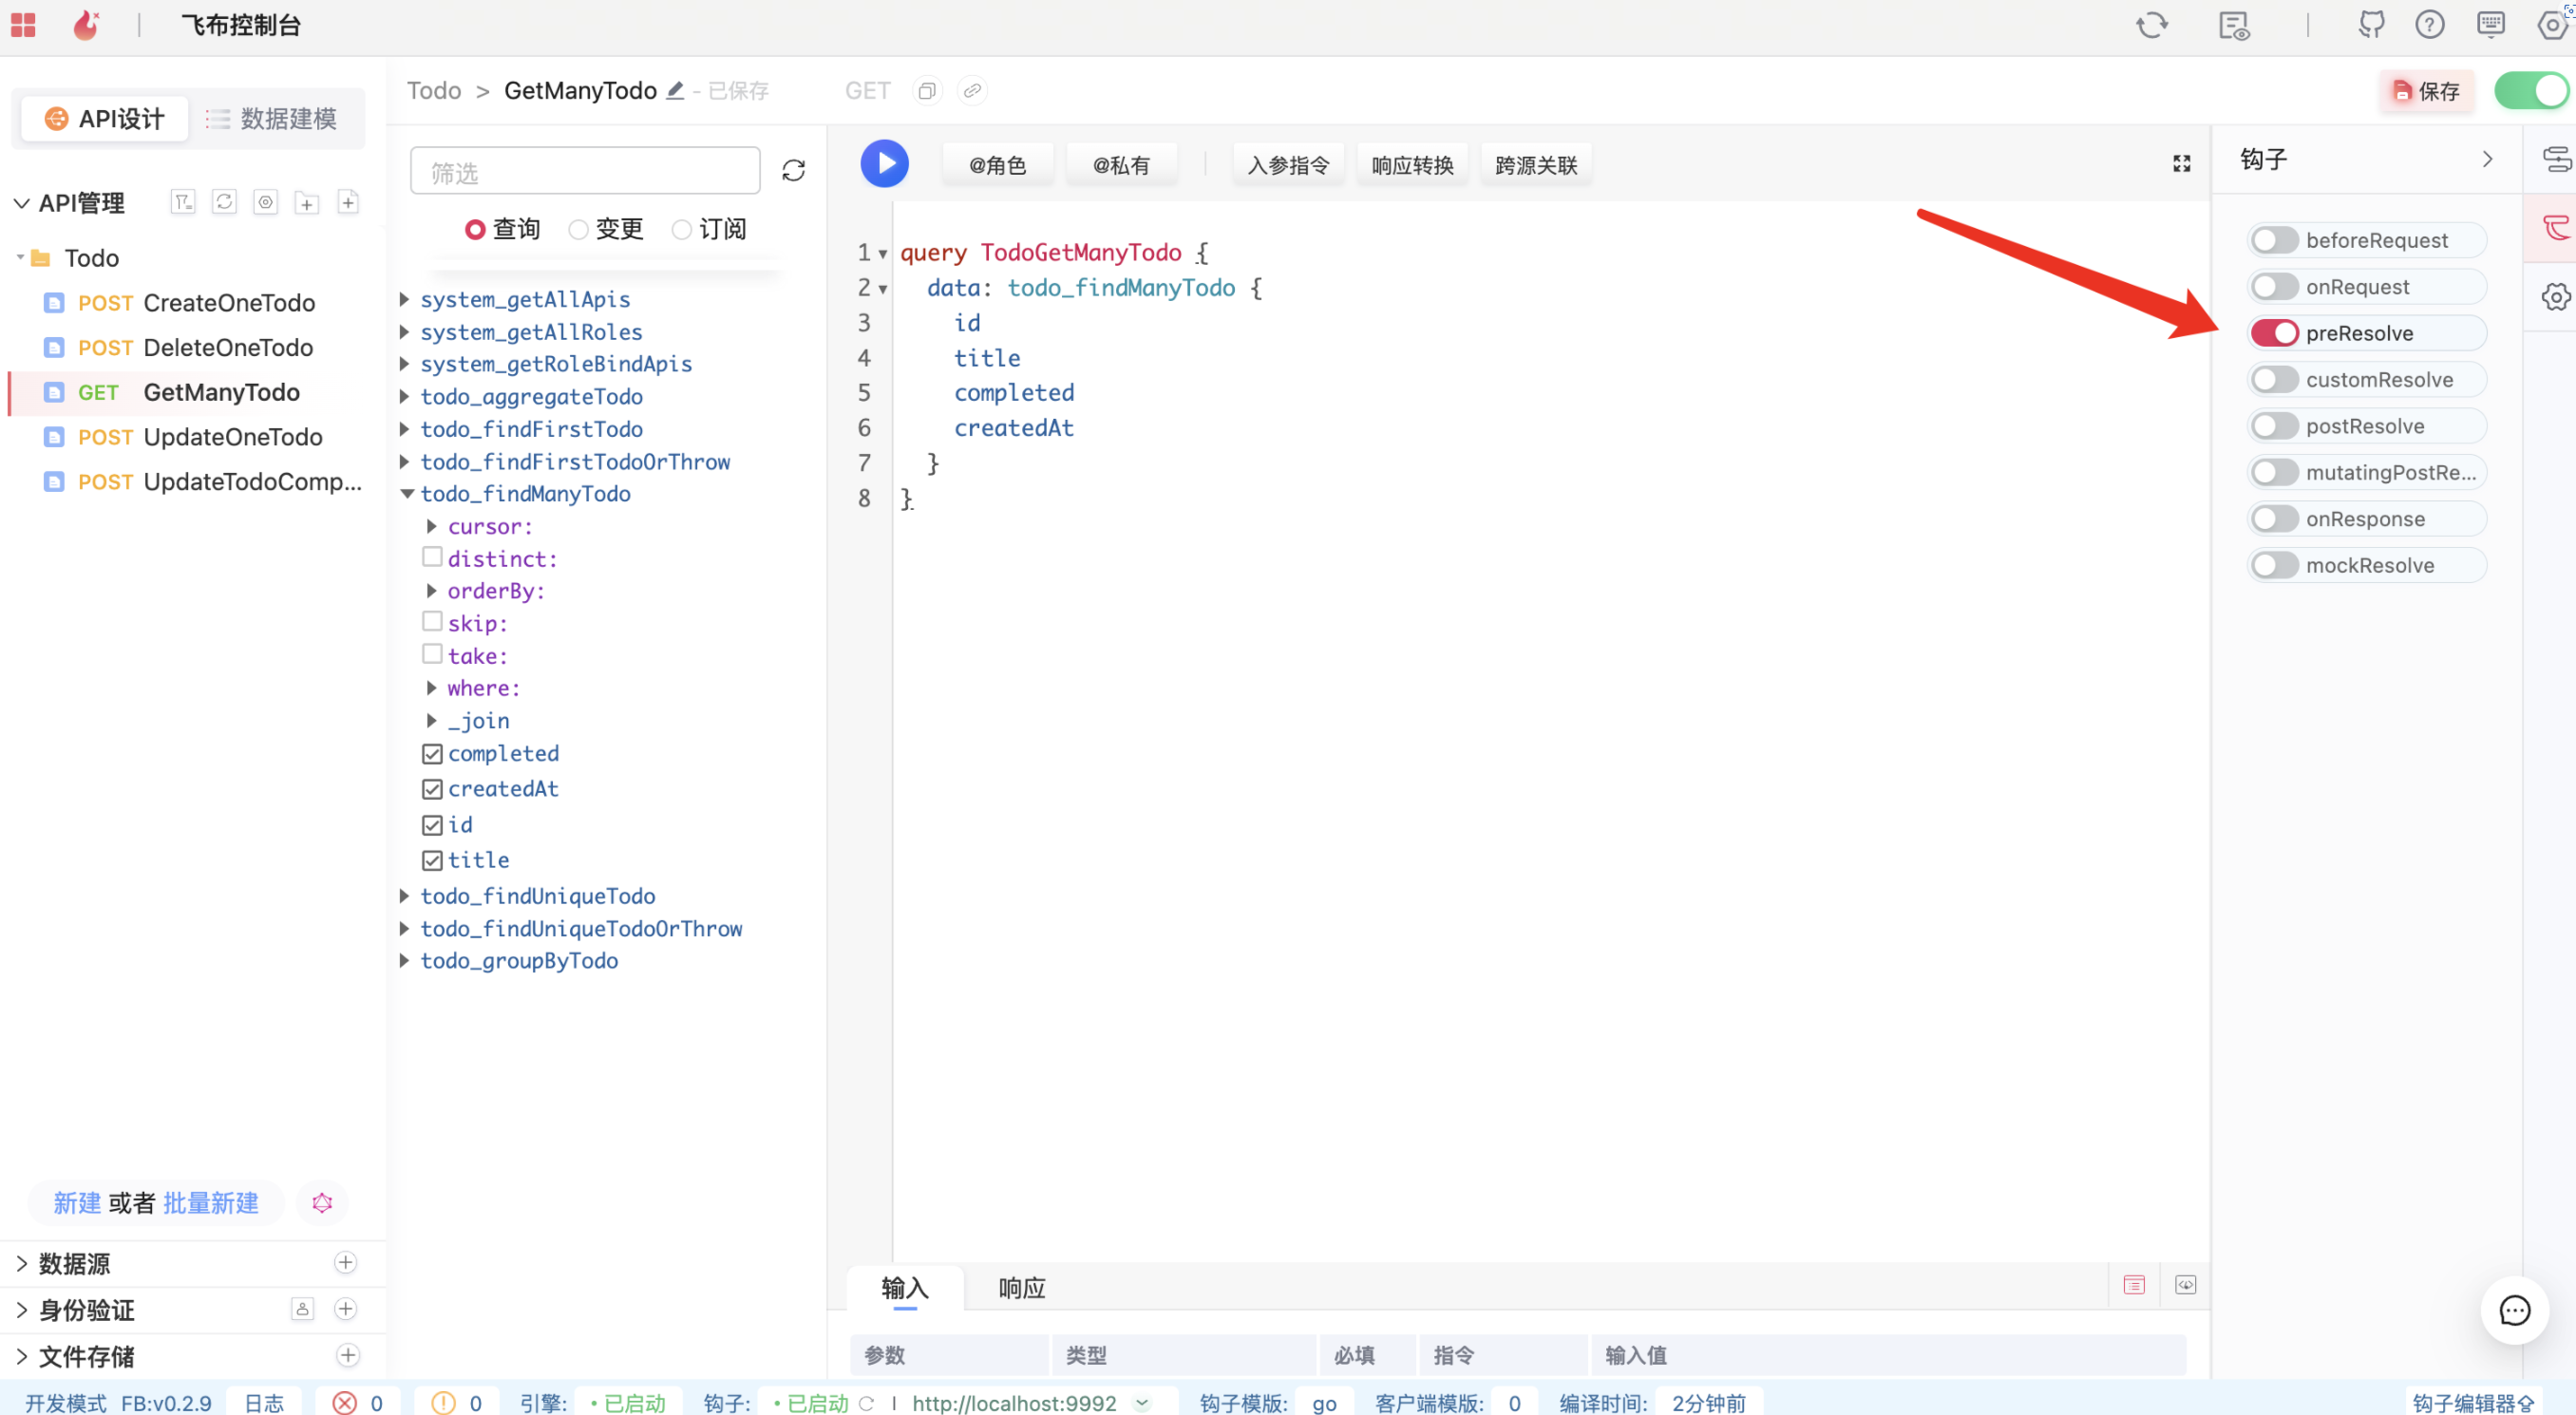 飞布控制台
API设计
数据建模
API管理
Todo
POST CreateOneTodo
POST DeleteOneTodo
GET GetManyTodo
POST UpdateOneTodo
POST UpdateTodoComp...
新建 或者 批量新建
数据源
身份验证
文件存储
Todo > GetManyTodo - 已保存
GET
保存
筛选
查询 变更 订阅
system_getAllApis
system_getAllRoles
system_getRoleBindApis
todo_aggregateTodo
todo_findFirstTodo
todo_findFirstTodoOrThrow
todo_findManyTodo
cursor:
distinct:
orderBy:
skip:
take:
where:
_join
completed
createdAt
id
title
todo_findUniqueTodo
todo_findUniqueTodoOrThrow
todo_groupByTodo
@角色 @私有 入参指令 响应转换 跨源关联
1 query TodoGetManyTodo {
2 data: todo_findManyTodo {
3 id
4 title
5 completed
6 createdAt
7 }
8 }
输入 响应
参数 类型 必填 指令 输入值
钩子
beforeRequest
onRequest
preResolve
customResolve
postResolve
mutatingPostRe...
onResponse
mockResolve
开发模式 FB:v0.2.9 日志 0 0 引擎: • 已启动 钩子: • 已启动 | http://localhost:9992 钩子模版: go 客户端模版: 0 编译时间: 2分钟前 钩子编辑器